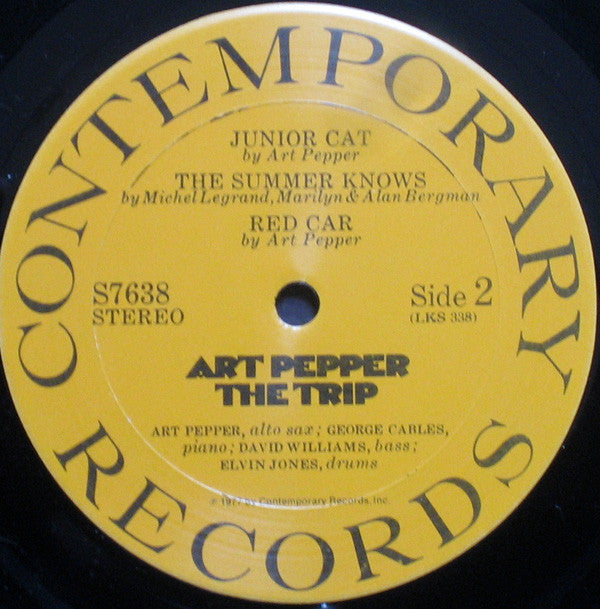 CONTEMPORARY
JUNIOR CAT
by Art Pepper
THE SUMMER KNOWS
by Michel Legrand, Marilyn & Alan Bergman
RED CAR
by Art Pepper
S7638
STEREO
Side 2
(LKS 338)
ART PEPPER
THE TRIP
ART PEPPER, alto sax; GEORGE CABLES,
piano; DAVID WILLIAMS, bass;
ELVIN JONES, drums
℗ 1977 by Contemporary Records, Inc.
RECORDS